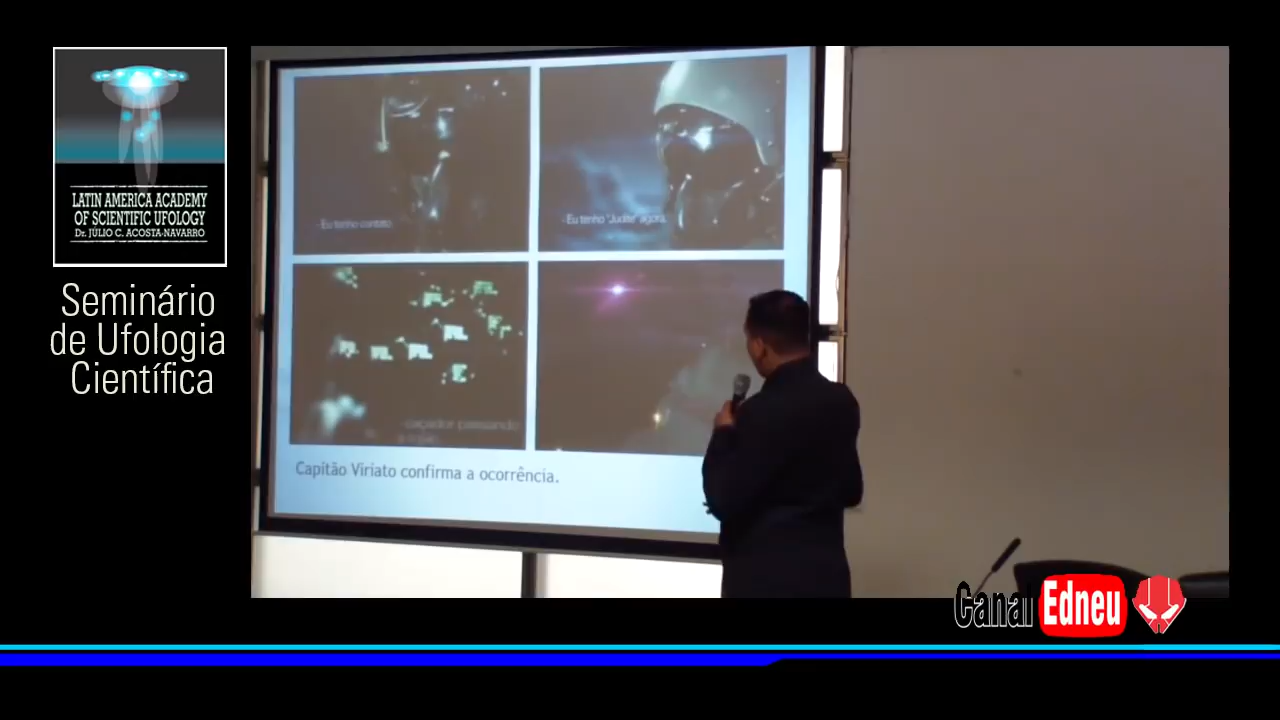 LATIN AMERICA ACADEMY
OF SCIENTIFIC UFOLOGY
Dr. JÚLIO C. ACOSTA-NAVARRO
Seminário
de Ufologia
Científica
- Eu tenho contato.
- Eu tenho 'Judite' agora.
caçador passando
Capitão Viriato confirma a ocorrência.
Canal Edneu